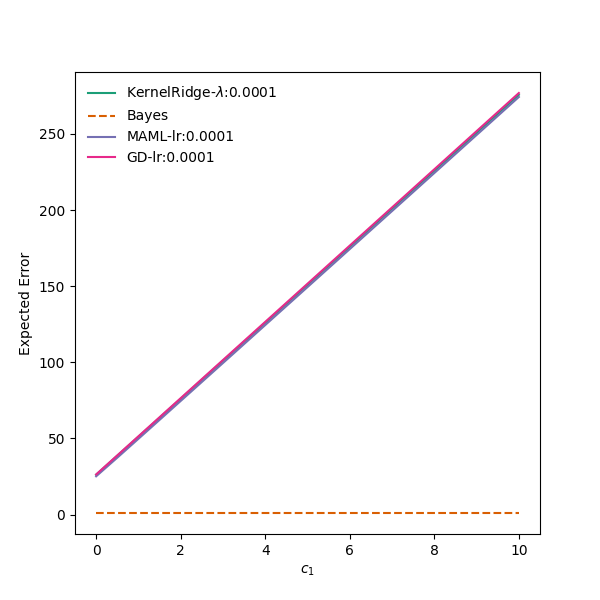 KernelRidge-λ:0.0001
Bayes
MAML-lr:0.0001
GD-lr:0.0001
Expected Error
250
200
150
100
50
0
0 2 4 6 8 10
c₁